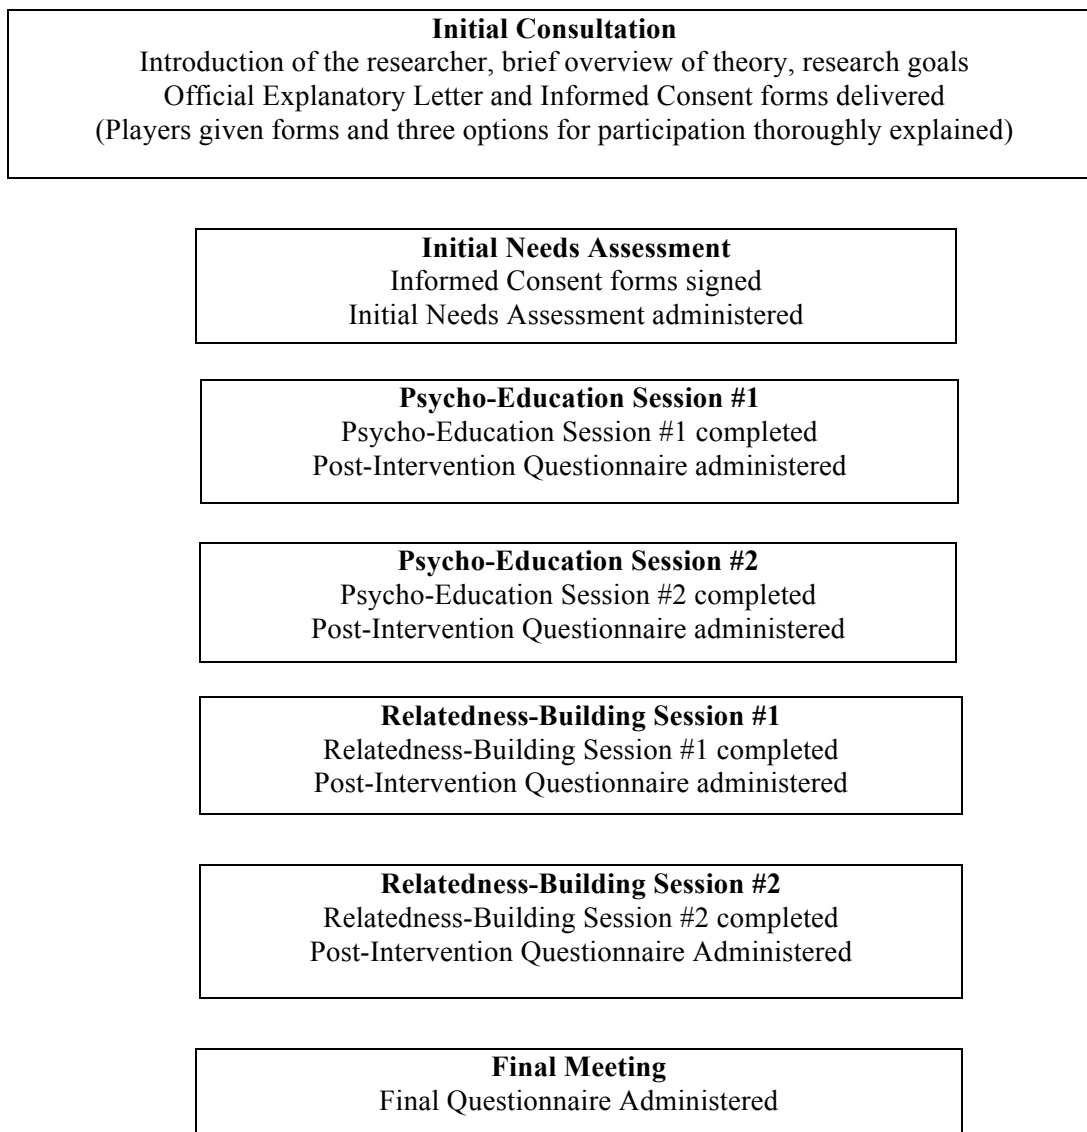 Initial Consultation
Introduction of the researcher, brief overview of theory, research goals
Official Explanatory Letter and Informed Consent forms delivered
(Players given forms and three options for participation thoroughly explained)
Initial Needs Assessment
Informed Consent forms signed
Initial Needs Assessment administered
Psycho-Education Session #1
Psycho-Education Session #1 completed
Post-Intervention Questionnaire administered
Psycho-Education Session #2
Psycho-Education Session #2 completed
Post-Intervention Questionnaire administered
Relatedness-Building Session #1
Relatedness-Building Session #1 completed
Post-Intervention Questionnaire administered
Relatedness-Building Session #2
Relatedness-Building Session #2 completed
Post-Intervention Questionnaire Administered
Final Meeting
Final Questionnaire Administered